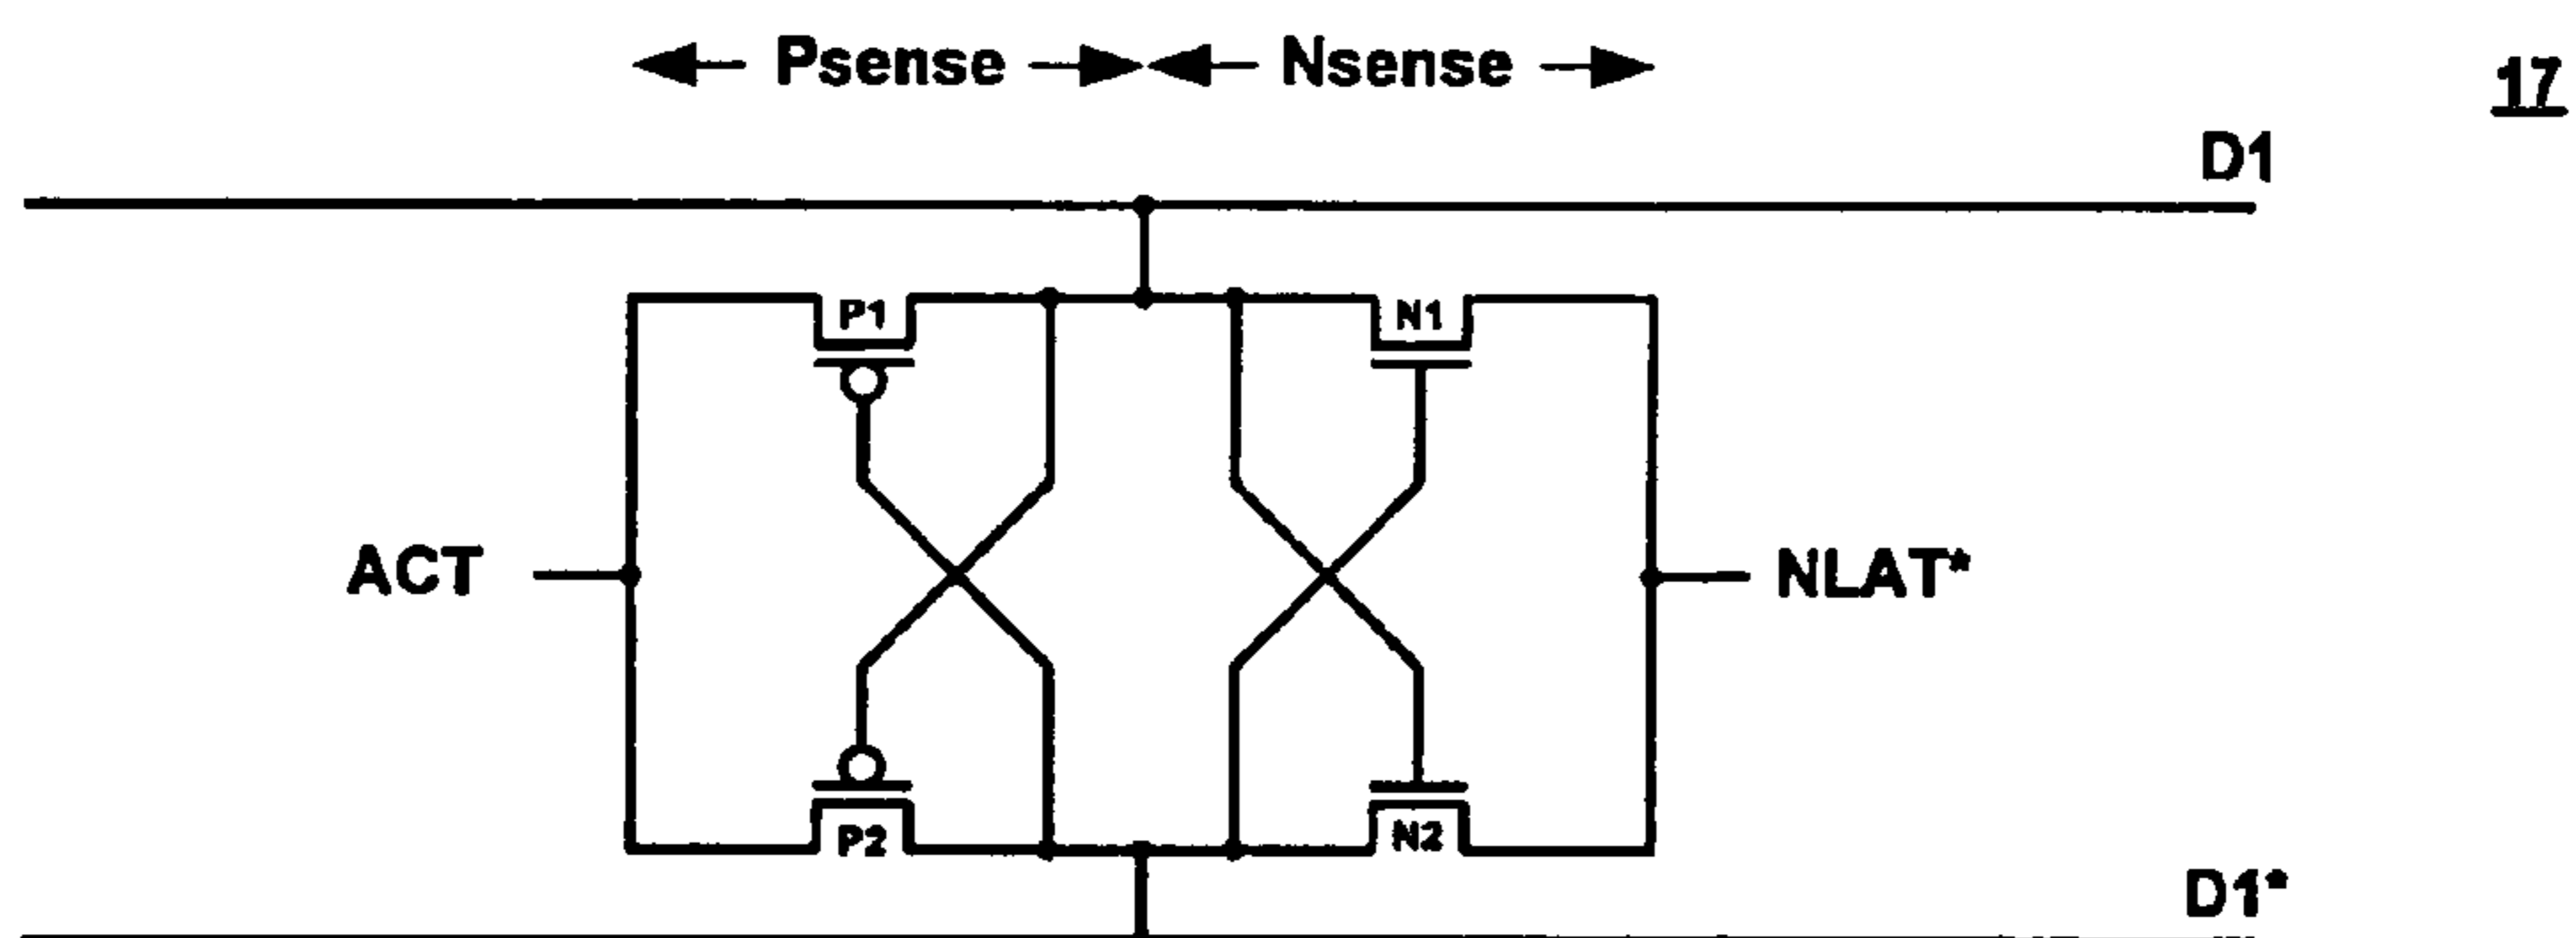 Psense Nsense
17
D1
P1 N1
ACT NLAT*
P2 N2
D1*